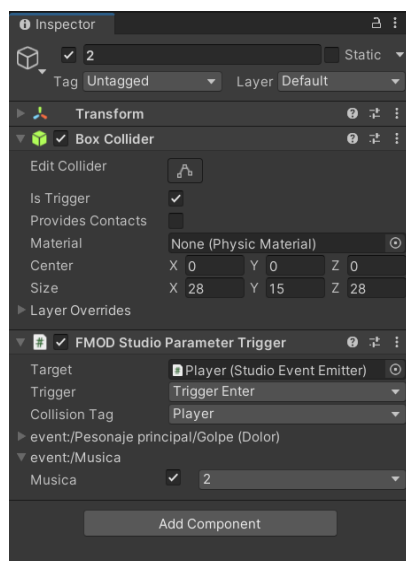 Inspector
2 Static
Tag Untagged Layer Default
Transform
Box Collider
Edit Collider
Is Trigger
Provides Contacts
Material None (Physic Material)
Center X 0 Y 0 Z 0
Size X 28 Y 15 Z 28
Layer Overrides
# FMOD Studio Parameter Trigger
Target Player (Studio Event Emitter)
Trigger Trigger Enter
Collision Tag Player
event:/Pesonaje principal/Golpe (Dolor)
event:/Musica
Musica 2
Add Component